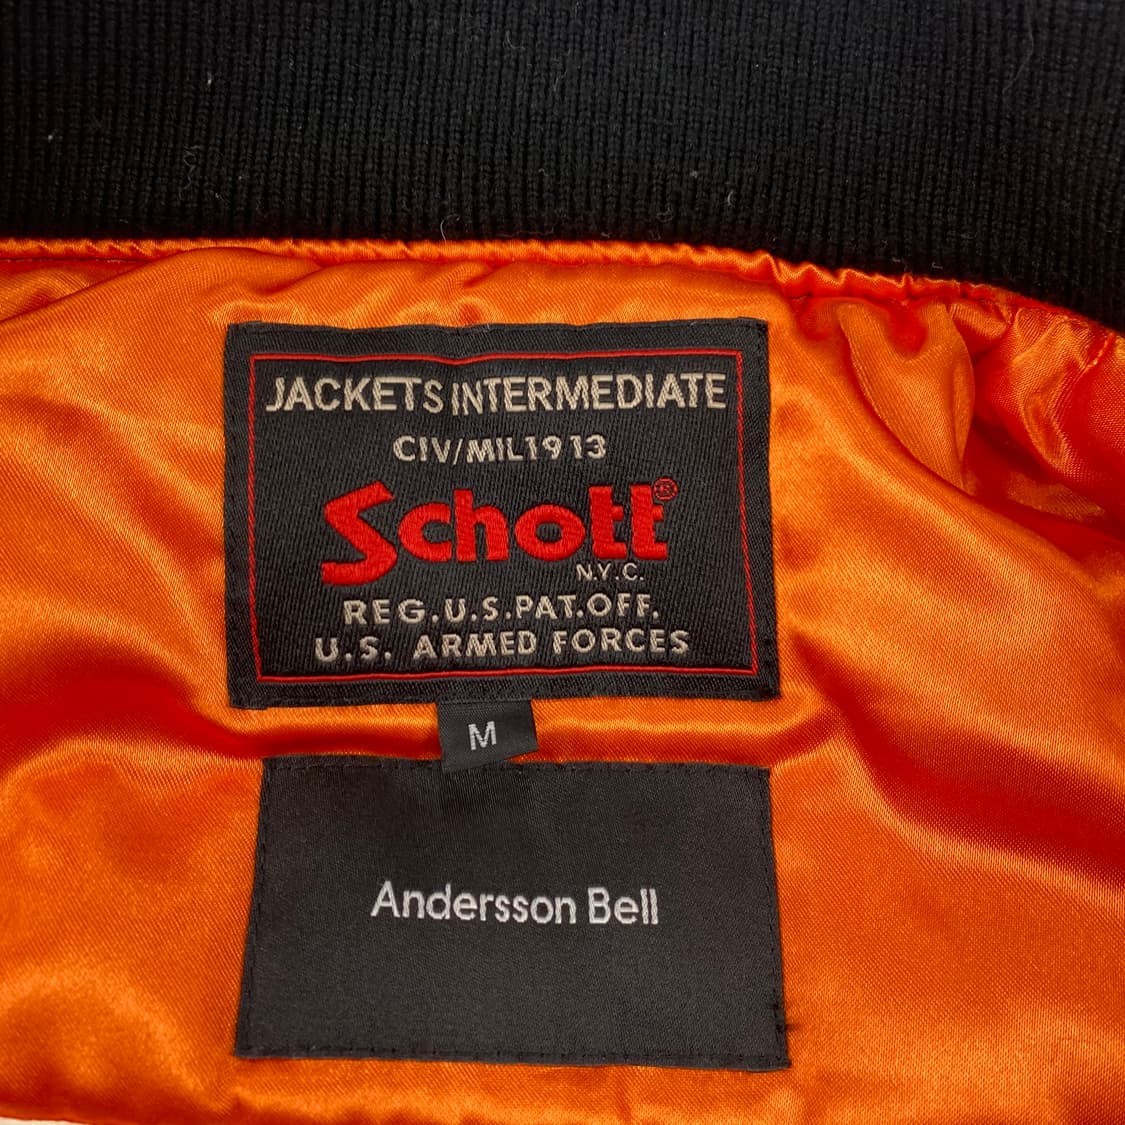 JACKETS INTERMEDIATE
CIV/MIL1913
Schott®
N.Y.C.
REG.U.S.PAT.OFF.
U.S. ARMED FORCES
M
Andersson Bell